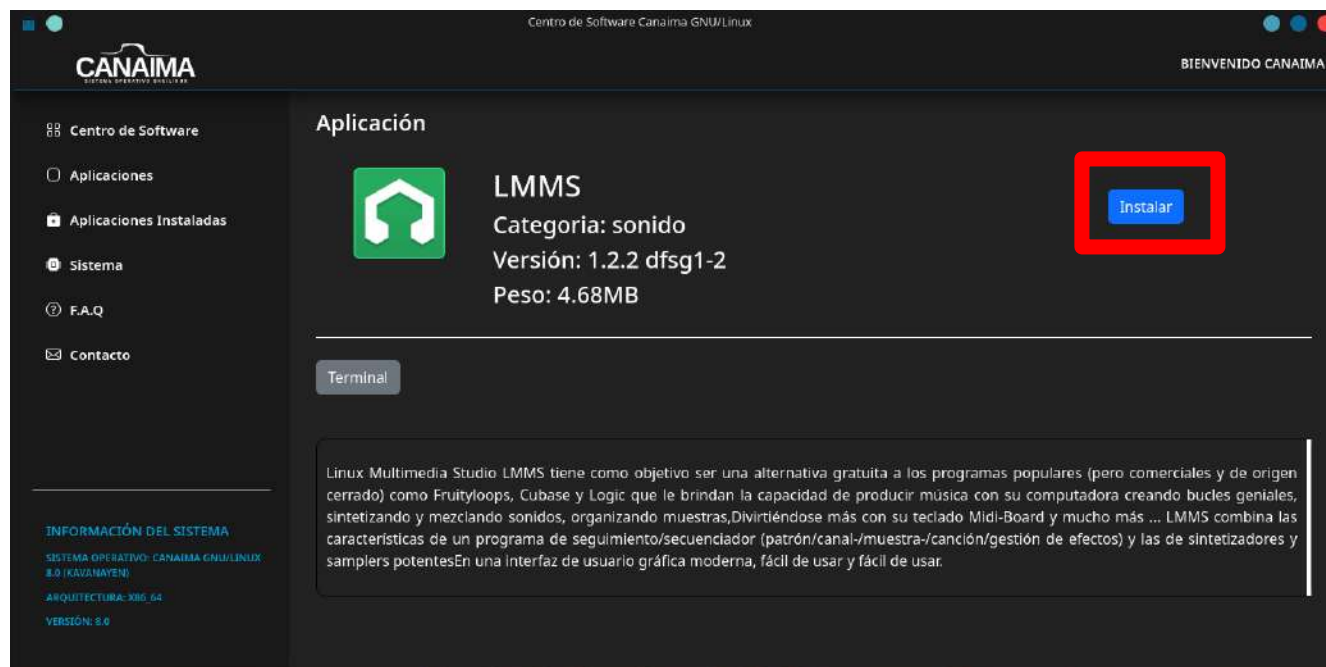 Centro de Software Canaima GNU/Linux
CANAIMA
BIENVENIDO CANAIMA
Centro de Software
Aplicaciones
Aplicaciones Instaladas
Sistema
F.A.Q
Contacto
INFORMACIÓN DEL SISTEMA
SISTEMA OPERATIVO: CANAIMA GNU/LINUX
8.0 (KAVANAYEN)
ARQUITECTURA: X86_64
VERSIÓN: 8.0
Aplicación
LMMS
Categoria: sonido
Versión: 1.2.2 dfsg1-2
Peso: 4.68MB
Instalar
Terminal
Linux Multimedia Studio LMMS tiene como objetivo ser una alternativa gratuita a los programas populares (pero comerciales y de origen
cerrado) como Fruityloops, Cubase y Logic que le brindan la capacidad de producir música con su computadora creando bucles geniales,
sintetizando y mezclando sonidos, organizando muestras,Divirtiéndose más con su teclado Midi-Board y mucho más ... LMMS combina las
características de un programa de seguimiento/secuenciador (patrón/canal-/muestra-/canción/gestión de efectos) y las de sintetizadores y
samplers potentesEn una interfaz de usuario gráfica moderna, fácil de usar y fácil de usar.